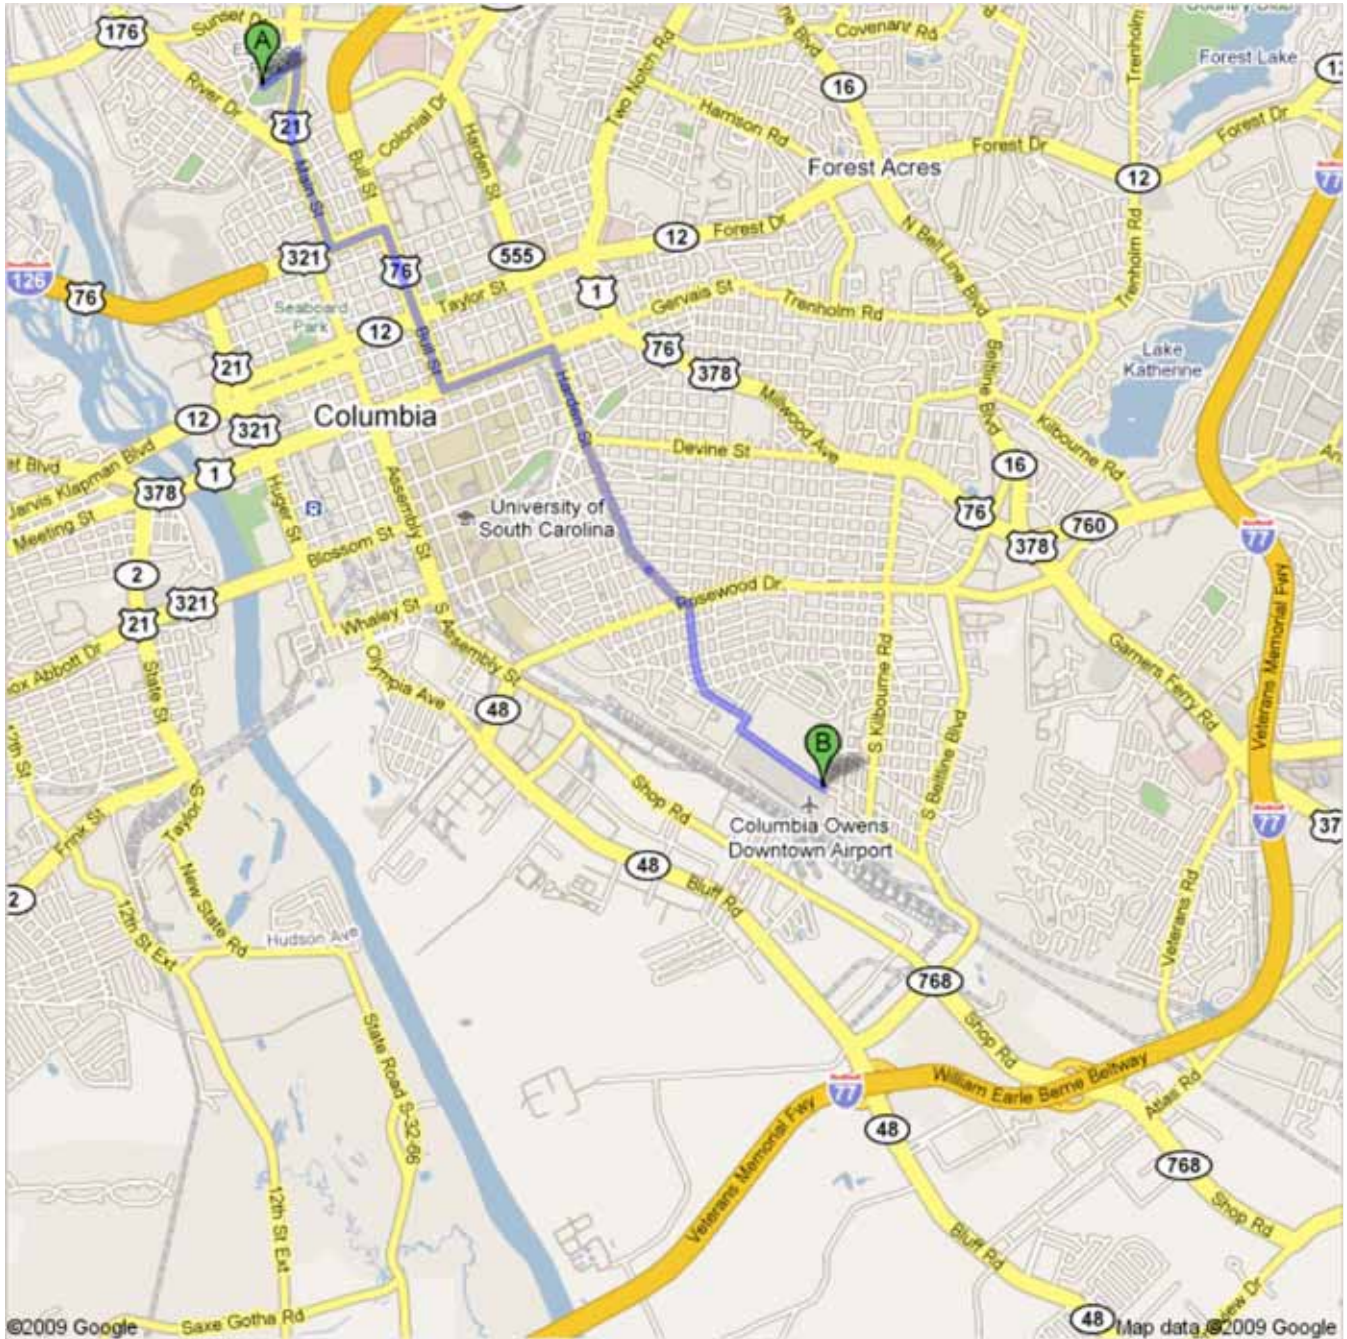 176
Sunset Dr
A
River Dr
21
Main St
Bull St
Colonial Dr
Harden St
Two Notch Rd
Covenant Rd
16
Trenholm
Forest Lake
Harrison Rd
Forest Acres
Forest Dr
Forest Dr
12
77
N Belt Line Blvd
Trenholm Rd
Forest Dr
12
555
321
76
126
76
1
Gervais St
Trenholm Rd
Taylor St
Seaboard
Park
12
Bull St
21
76
378
Millwood Ave
Beltline Blvd
Lake
Katherine
Harden St
Columbia
12
321
1
378
Jarvis Klapman Blvd
Meeting St
Devine St
16
Kilbourne Rd
Huger St
Assembly St
University of
South Carolina
76
378
760
77
Blossom St
2
321
21
Whaley St
S Assembly St
Rosewood Dr
Olympia Ave
State St
48
S Kilbourne Rd
S Beltline Blvd
Garners Ferry Rd
Veterans Memorial Fwy
B
12th St
Shop Rd
Columbia Owens
Downtown Airport
77
Frink St
Taylor
New State Rd
48
Bluff Rd
Veterans Rd
2
12th St Ext
Hudson Ave
768
State Road S-32-66
Shop Rd
William Earle Berne Beltway
Atlas Rd
77
Veterans Memorial Fwy
48
768
12th St Ext
Bluff Rd
Shop Rd
Saxe Gotha Rd
48
©2009 Google
Map data ©2009 Google